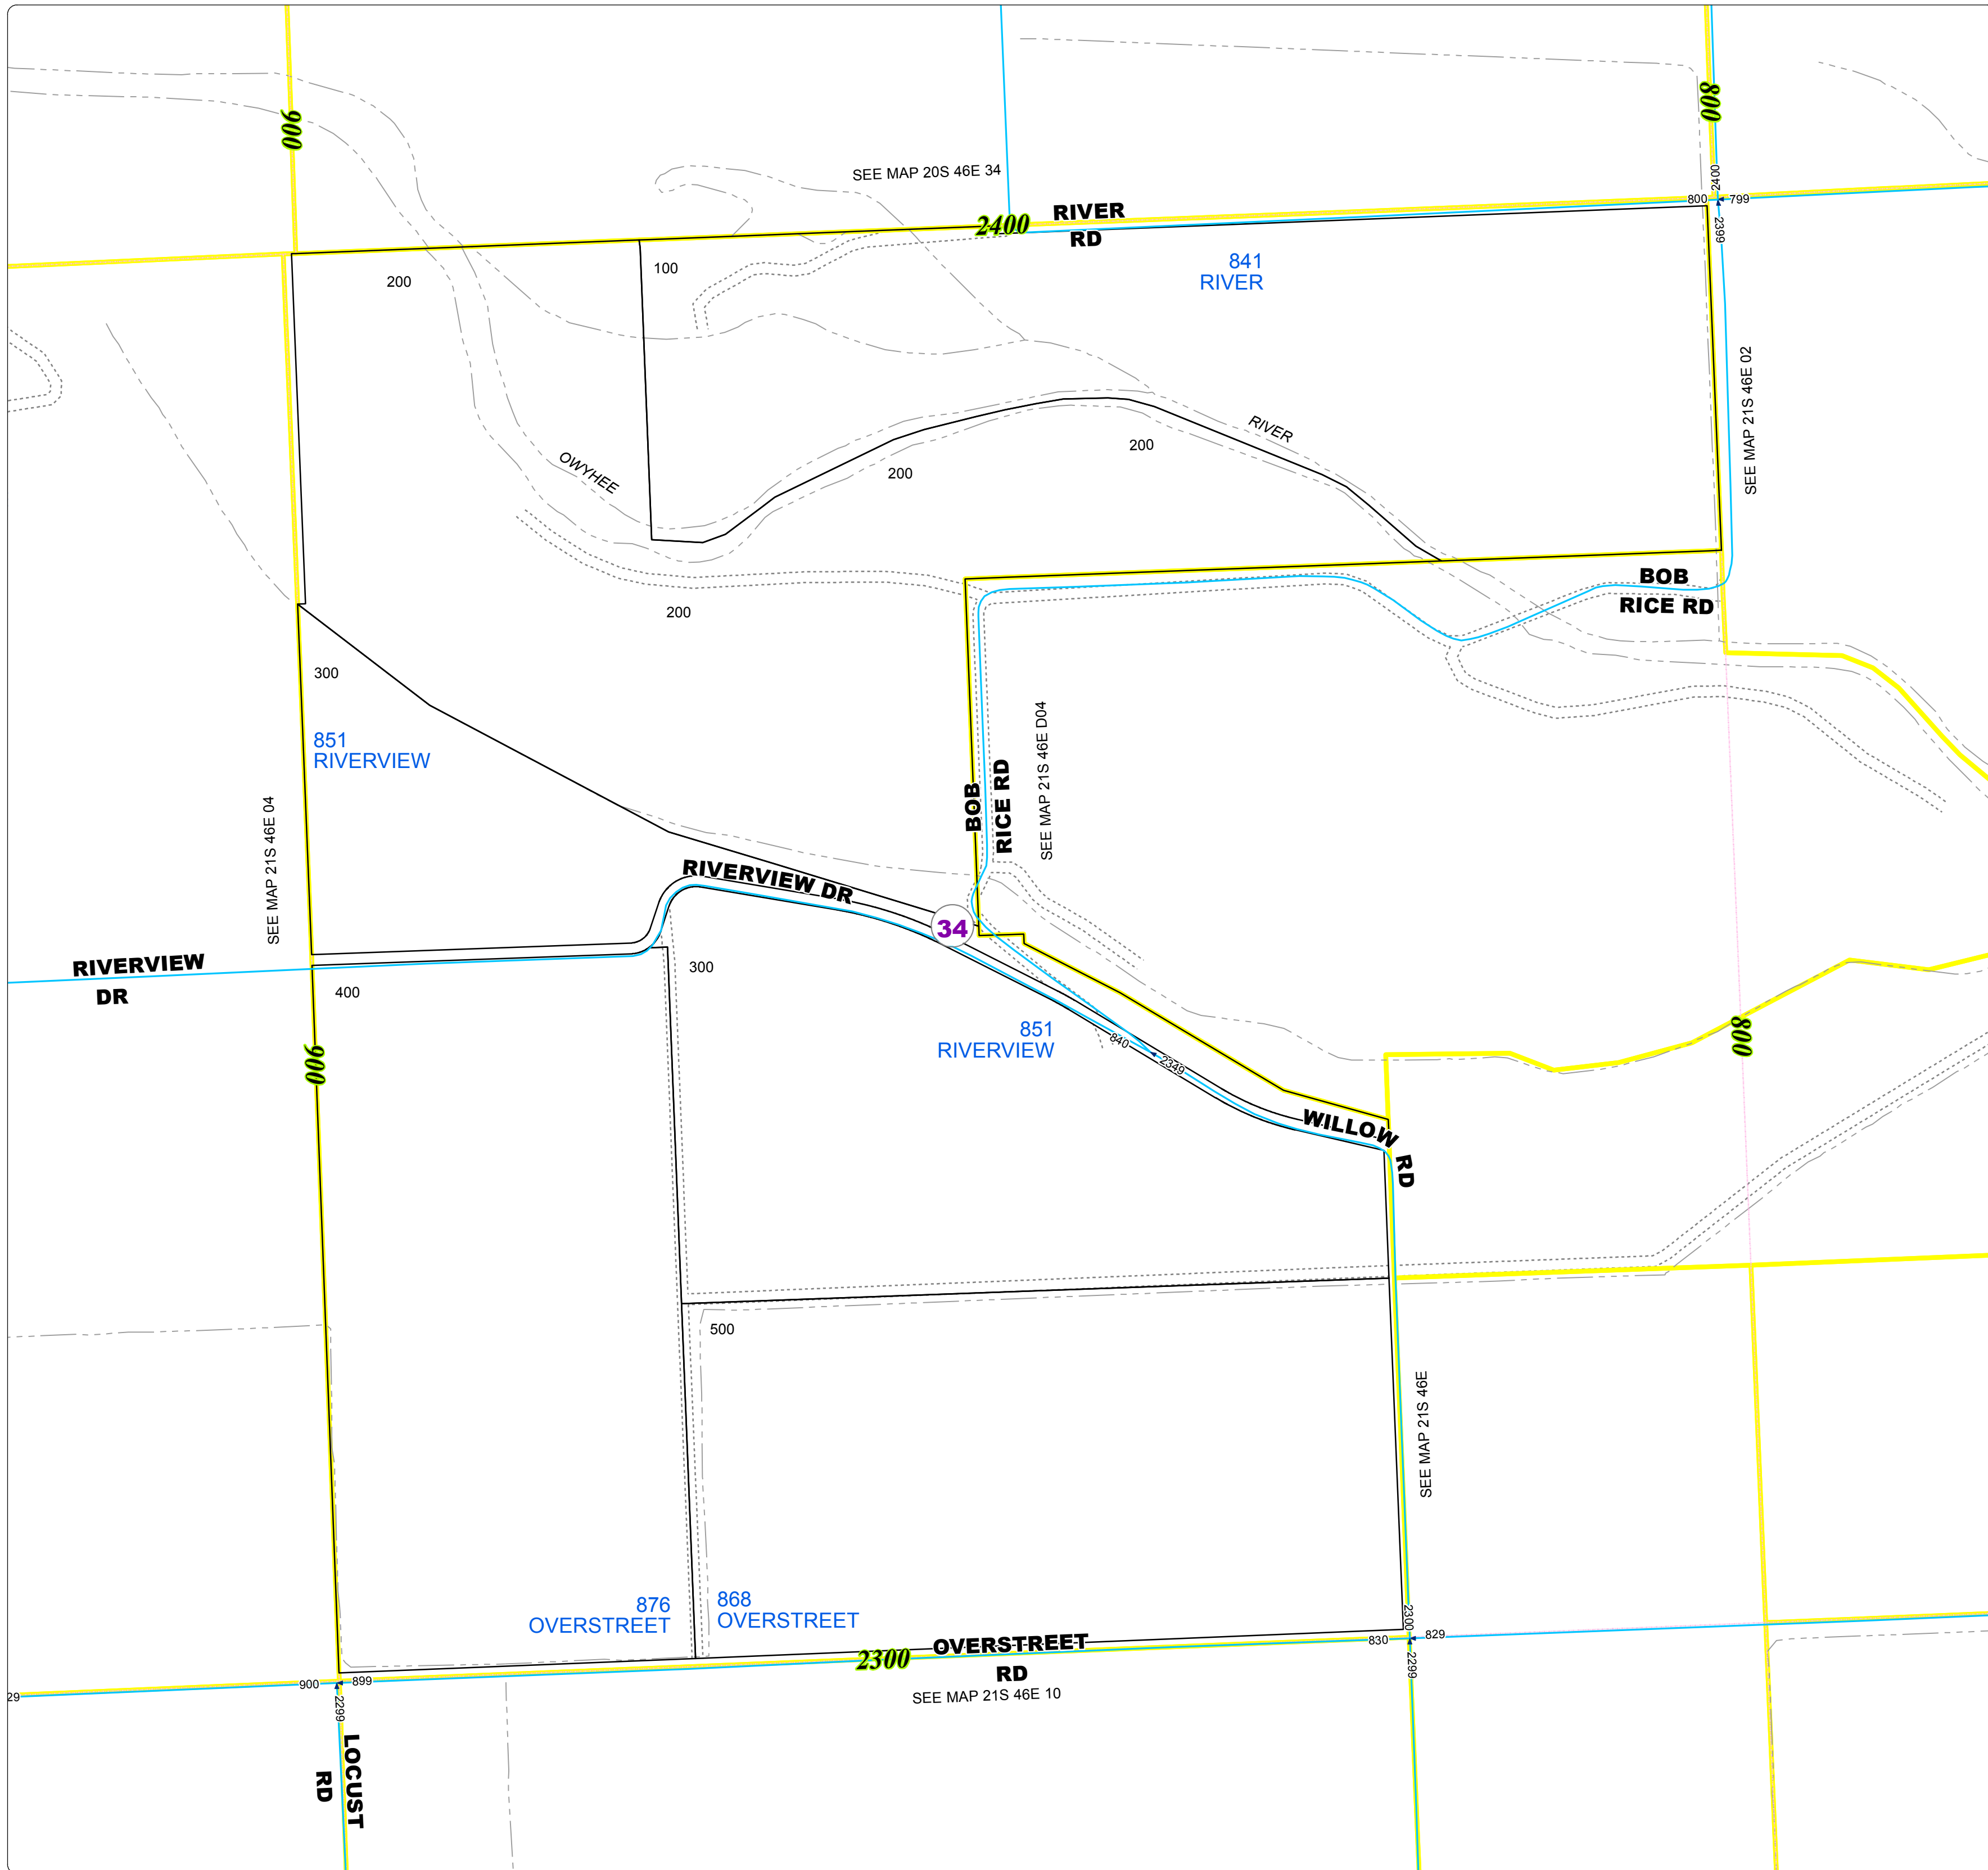 900
800
SEE MAP 20S 46E 34
2400
RIVER
RD
2400
800
799
2399
200
100
841
RIVER
SEE MAP 21S 46E 02
RIVER
200
OWYHEE
200
BOB
RICE RD
200
300
851
RIVERVIEW
SEE MAP 21S 46E 04
BOB
RICE RD
SEE MAP 21S 46E D04
RIVERVIEW DR
34
RIVERVIEW
DR
400
300
900
851
RIVERVIEW
840
2349
800
WILLOW
RD
500
SEE MAP 21S 46E
876
OVERSTREET
868
OVERSTREET
2300
OVERSTREET
RD
2300
830
829
2299
SEE MAP 21S 46E 10
29
900
899
2299
LOCUST
RD